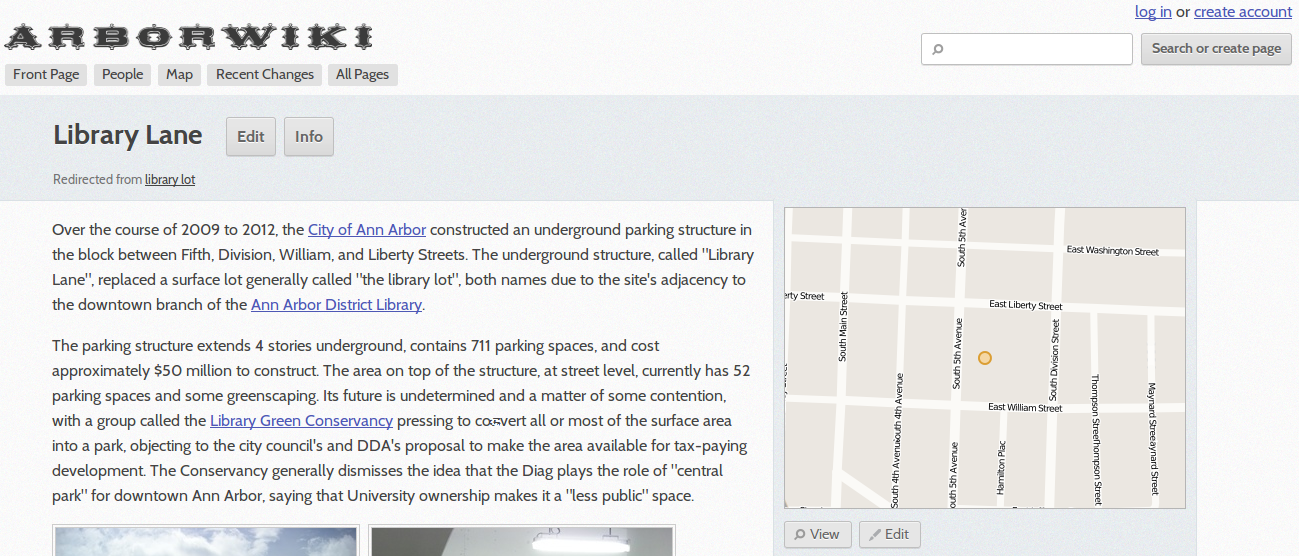 ARBORWIKI
log in or create account
Search or create page
Front Page
People
Map
Recent Changes
All Pages
Library Lane
Edit
Info
Redirected from library lot
Over the course of 2009 to 2012, the City of Ann Arbor constructed an underground parking structure in
the block between Fifth, Division, William, and Liberty Streets. The underground structure, called "Library
Lane", replaced a surface lot generally called "the library lot", both names due to the site's adjacency to
the downtown branch of the Ann Arbor District Library.
The parking structure extends 4 stories underground, contains 711 parking spaces, and cost
approximately $50 million to construct. The area on top of the structure, at street level, currently has 52
parking spaces and some greenscaping. Its future is undetermined and a matter of some contention,
with a group called the Library Green Conservancy pressing to convert all or most of the surface area
into a park, objecting to the city council's and DDA's proposal to make the area available for tax-paying
development. The Conservancy generally dismisses the idea that the Diag plays the role of "central
park" for downtown Ann Arbor, saying that University ownership makes it a "less public" space.
South 5th Aven
East Washington Street
erty Street
East Liberty Street
South Main Street
South 5th Avenue
South Division Street
South 4th Avenue
East William Street
Thompson Street
Maynard Street
Hamilton Plac
View
Edit